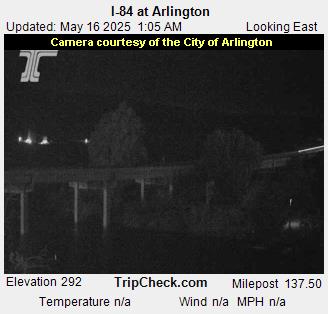 I-84 at Arlington
Updated: May 16 2025 1:05 AM Looking East
Camera courtesy of the City of Arlington
Elevation 292 TripCheck.com Milepost 137.50
Temperature n/a Wind n/a MPH n/a